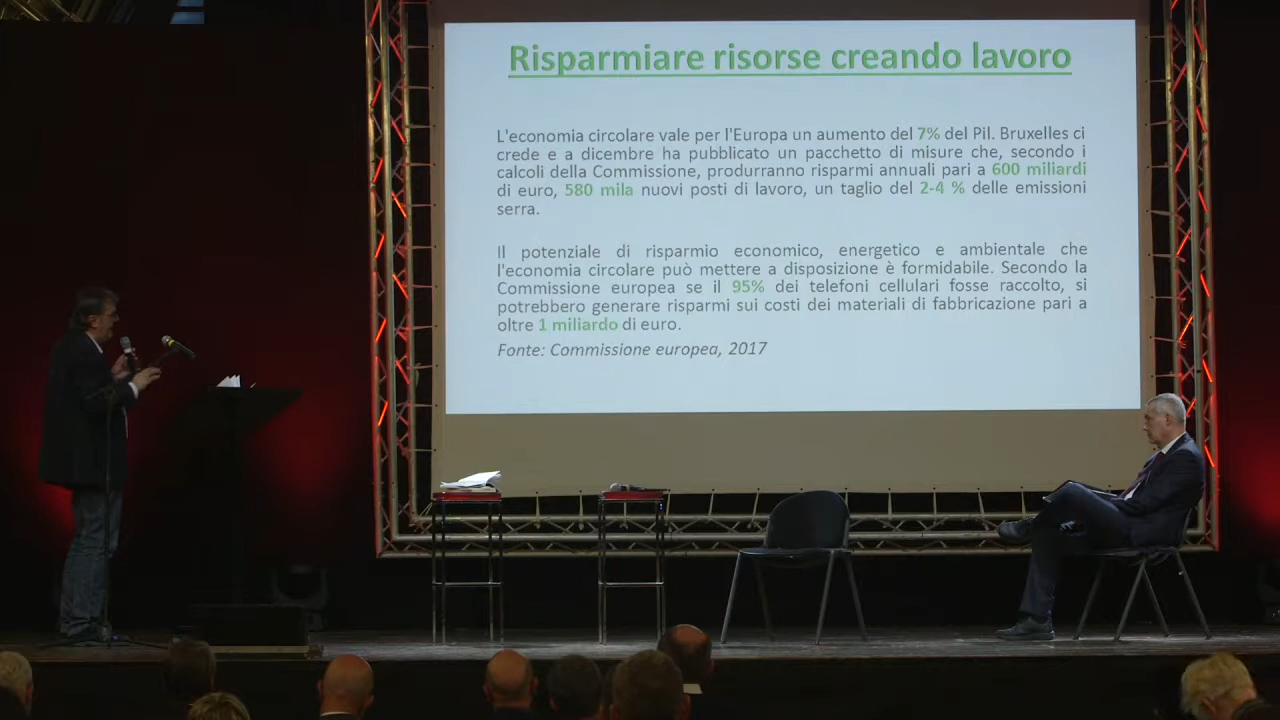 Risparmiare risorse creando lavoro
L'economia circolare vale per l'Europa un aumento del 7% del Pil. Bruxelles ci
crede e a dicembre ha pubblicato un pacchetto di misure che, secondo i
calcoli della Commissione, produrranno risparmi annuali pari a 600 miliardi
di euro, 580 mila nuovi posti di lavoro, un taglio del 2-4 % delle emissioni
serra.
Il potenziale di risparmio economico, energetico e ambientale che
l'economia circolare può mettere a disposizione è formidabile. Secondo la
Commissione europea se il 95% dei telefoni cellulari fosse raccolto, si
potrebbero generare risparmi sui costi dei materiali di fabbricazione pari a
oltre 1 miliardo di euro.
Fonte: Commissione europea, 2017